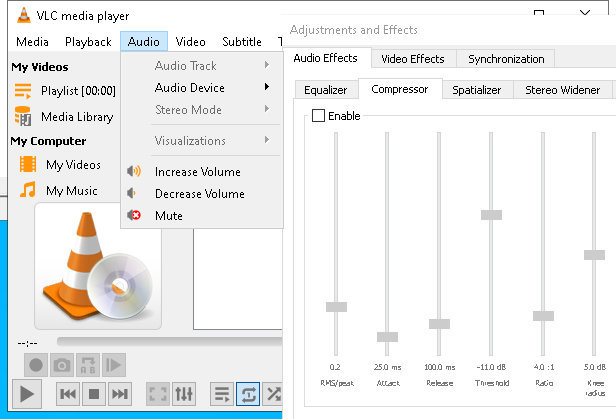 VLC media player
Media Playback Audio Video Subtitle T
My Videos
Playlist [00:00]
Media Library
My Computer
My Videos
My Music
Audio Track
Audio Device
Stereo Mode
Visualizations
Increase Volume
Decrease Volume
Mute
--:--
Adjustments and Effects
Audio Effects Video Effects Synchronization
Equalizer Compressor Spatializer Stereo Widener
Enable
0.2 25.0 ms 100.0 ms -11.0 dB 4.0 :1 5.0 dB
RMS/peak Attack Release Threshold Ratio Knee
radius